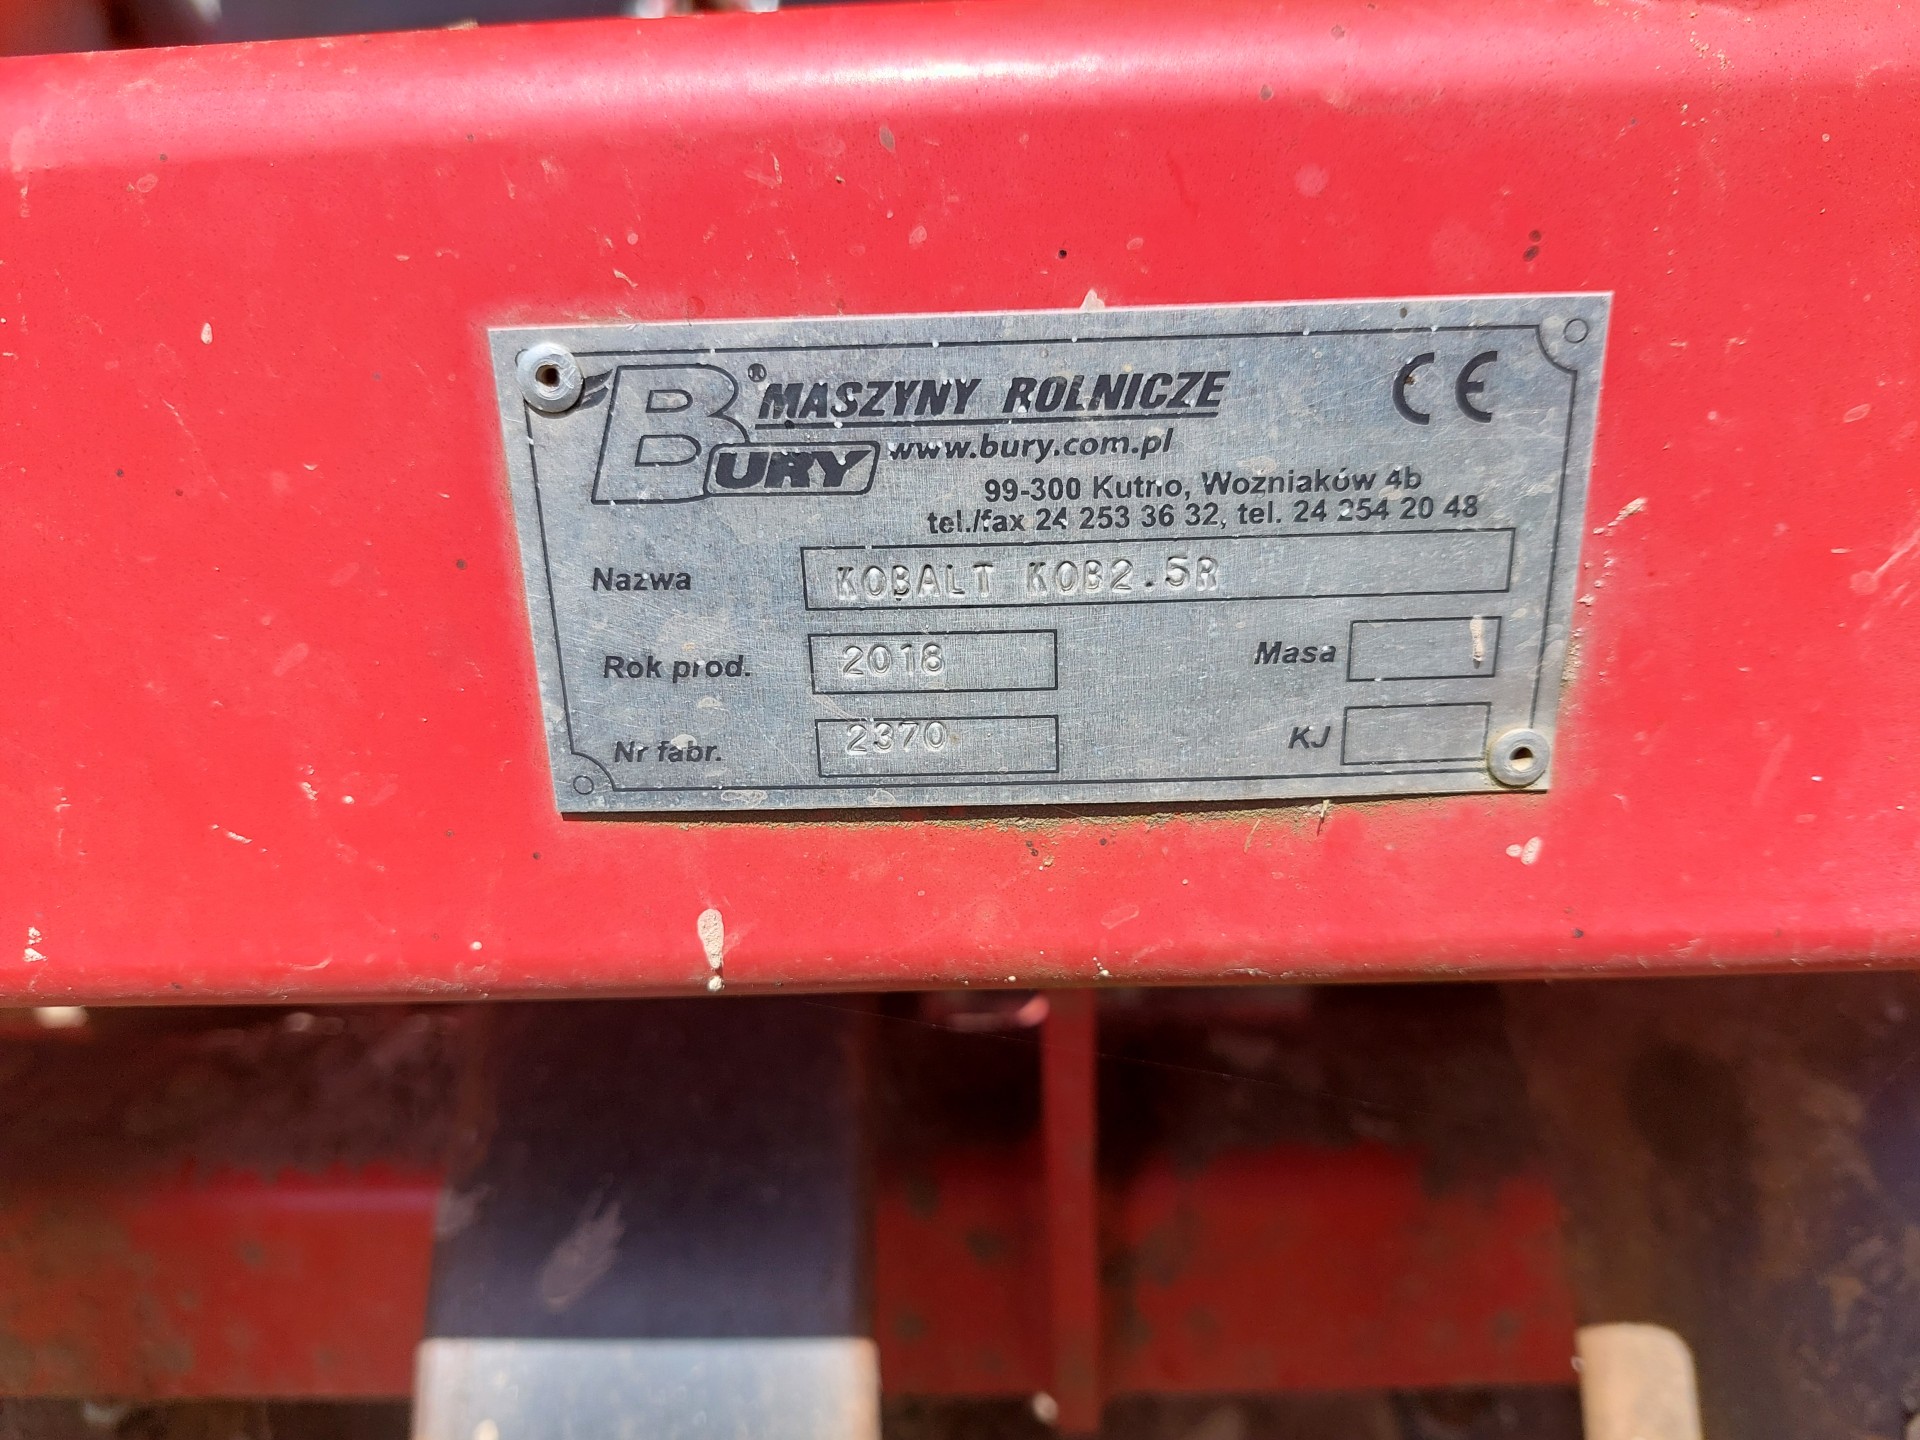 BURY® MASZYNY ROLNICZE CE
www.bury.com.pl
99-300 Kutno, Woźniaków 4b
tel./fax 24 253 36 32, tel. 24 254 20 48
Nazwa KOBALT KOB2.5R
Rok prod. 2018 Masa
Nr fabr. 2370 KJ